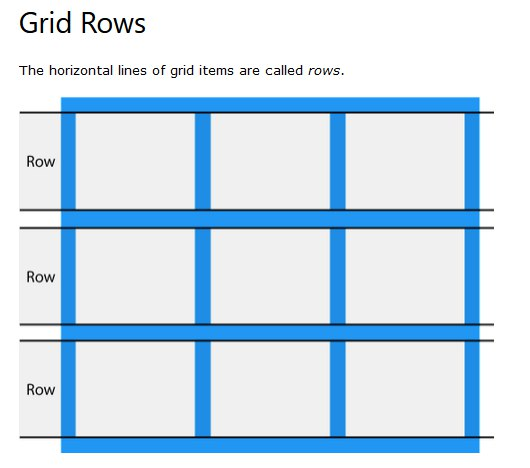 Grid Rows
The horizontal lines of grid items are called rows.
Row
Row
Row